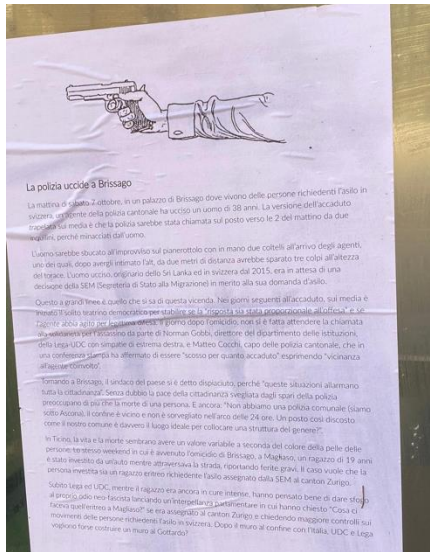 La polizia uccide a Brissago
La mattina di sabato 7 ottobre, in un palazzo di Brissago dove vivono delle persone richiedenti l'asilo in
svizzera un agente della polizia cantonale ha ucciso un uomo di 38 anni. La versione dell'accaduto
trapelata sui media è che la polizia sarebbe stata chiamata sul posto verso le 2 del mattino da due
inquilini, perché minacciati dall'uomo.
L'uomo sarebbe sbucato all'improvviso sul pianerottolo con in mano due coltelli all'arrivo degli agenti,
uno dei quali, dopo avergli intimato l'alt, da due metri di distanza avrebbe sparato tre colpi all'altezza
del torace. L'uomo ucciso, originario dello Sri Lanka ed in svizzera dal 2015, era in attesa di una
decisione della SEM (Segreteria di Stato alla Migrazione) in merito alla sua domanda d'asilo.
Questo a grandi linee è quello che si sa di questa vicenda. Nei giorni seguenti all'accaduto, sui media è
iniziato il solito teatrino democratico per stabilire se la "risposta sia stata proporzionale all'offesa" e se
l'agente abbia agito per legittima difesa. Il giorno dopo l'omicidio, non si è fatta attendere la chiamata
alla vicinanza per l'assassino da parte di Norman Gobbi, direttore del dipartimento delle istituzioni,
della Lega-UDC con simpatie di estrema destra, e Matteo Cocchi, capo delle polizia cantonale, che in
una conferenza stampa ha affermato di essere "scosso per quanto accaduto" esprimendo "vicinanza
all'agente coinvolto".
Tornando a Brissago, il sindaco del paese si è detto dispiaciuto, perché "queste situazioni allarmano
tutta la cittadinanza". Senza dubbio la pace della cittadinanza svegliata dagli spari della polizia
preoccupano di più che la morte di una persona. E ancora: "Non abbiamo una polizia comunale (siamo
sotto Ascona), il confine è vicino e non è sorvegliato nell'arco delle 24 ore. Un posto così discosto
come il nostro comune è davvero il luogo ideale per collocare una struttura del genere?".
In Ticino, la vita e la morte sembrano avere un valore variabile a seconda del colore della pelle delle
persone. Lo stesso weekend in cui è avvenuto l'omicidio di Brissago, a Magliaso, un ragazzo di 19 anni
è stato investito da un'auto mentre attraversava la strada, riportando ferite gravi. Il caso vuole che la
persona investita sia un ragazzo eritreo richiedente l'asilo assegnato dalla SEM al canton Zurigo.
Subito Lega ed UDC, mentre il ragazzo era ancora in cure intense, hanno pensato bene di dare sfogo
al proprio odio neo-fascista lanciando un'interpellanza parlamentare in cui hanno chiesto "Cosa ci
faceva quell'eritreo a Magliaso?" se era assegnato al canton Zurigo e chiedendo maggiore controlli sui
movimenti delle persone richiedenti l'asilo in svizzera. Dopo il muro al confine con l'Italia, UDC e Lega
vogliono forse costruire un muro al Gottardo?